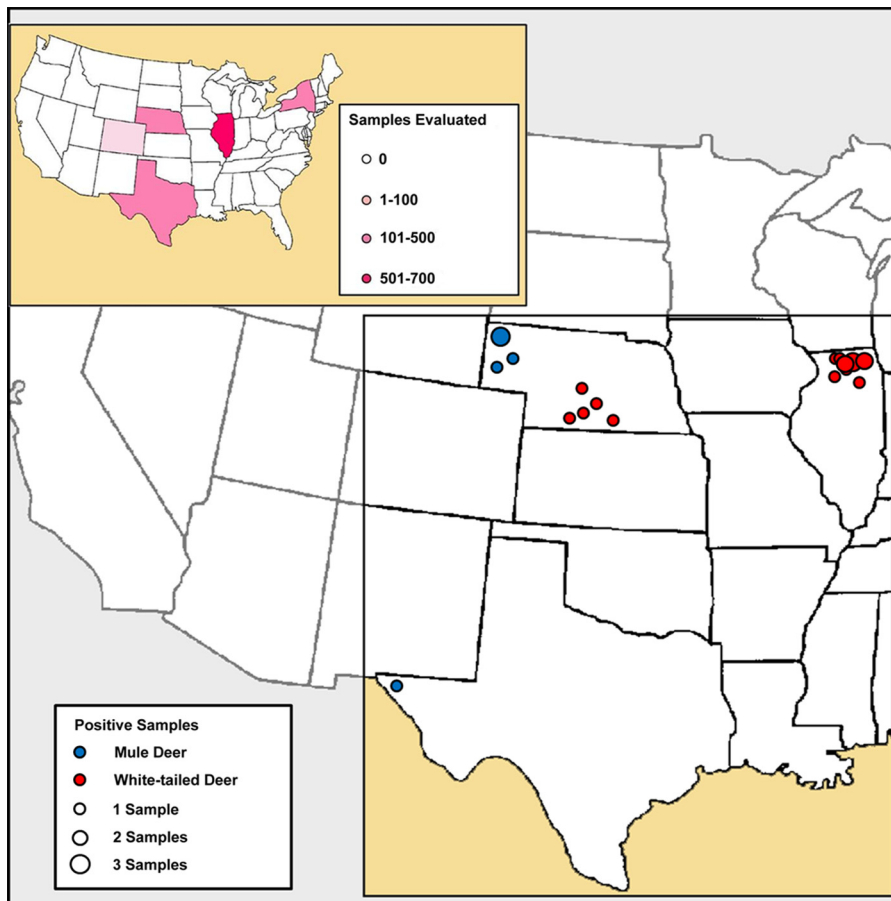 Samples Evaluated
0
1-100
101-500
501-700
Positive Samples
Mule Deer
White-tailed Deer
1 Sample
2 Samples
3 Samples